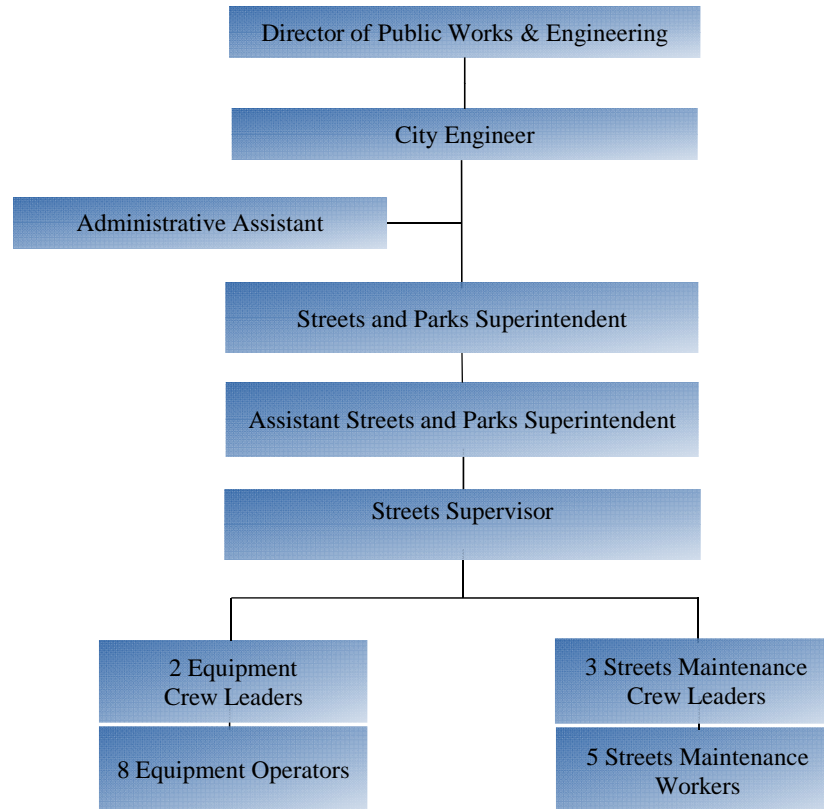 Director of Public Works & Engineering
City Engineer
Administrative Assistant
Streets and Parks Superintendent
Assistant Streets and Parks Superintendent
Streets Supervisor
2 Equipment
Crew Leaders
8 Equipment Operators
3 Streets Maintenance
Crew Leaders
5 Streets Maintenance
Workers